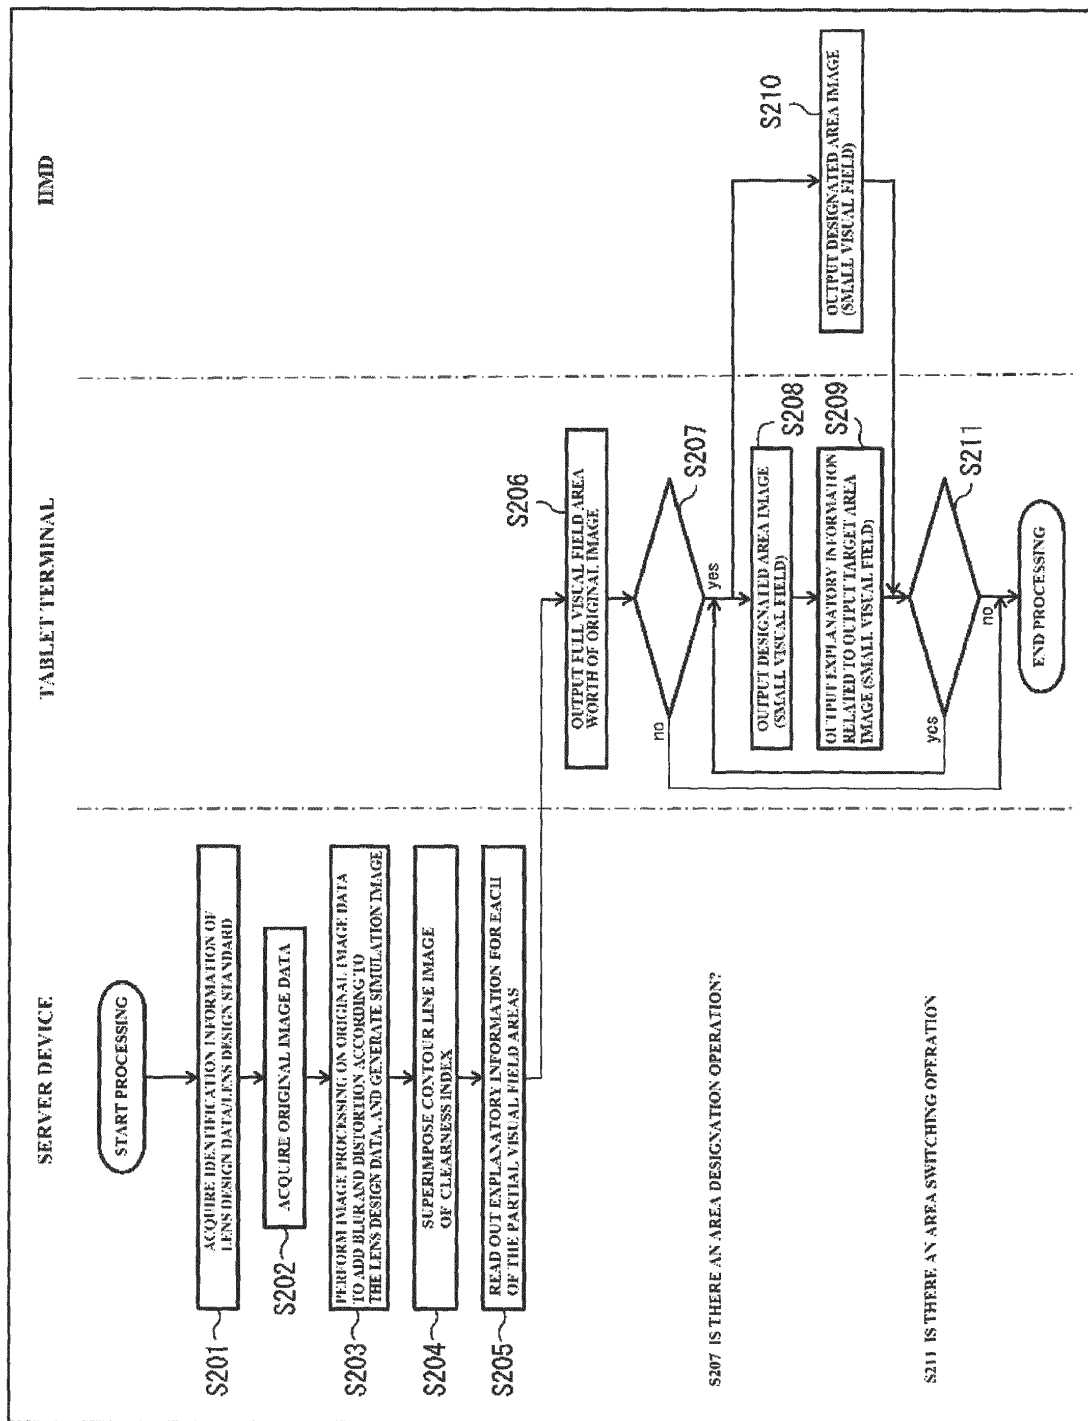 SERVER DEVICE
TABLET TERMINAL
HMD
START PROCESSING
S201
ACQUIRE IDENTIFICATION INFORMATION OF
LENS DESIGN DATA/LENS DESIGN STANDARD
S202
ACQUIRE ORIGINAL IMAGE DATA
S203
PERFORM IMAGE PROCESSING ON ORIGINAL IMAGE DATA
TO ADD BLUR AND DISTORTION ACCORDING TO
THE LENS DESIGN DATA, AND GENERATE SIMULATION IMAGE
S204
SUPERIMPOSE CONTOUR LINE IMAGE
OF CLEARNESS INDEX
S205
READ OUT EXPLANATORY INFORMATION FOR EACH
OF THE PARTIAL VISUAL FIELD AREAS
S206
OUTPUT FULL VISUAL FIELD AREA
WORTH OF ORIGINAL IMAGE
S207
no
yes
S208
OUTPUT DESIGNATED AREA IMAGE
(SMALL VISUAL FIELD)
S209
OUTPUT EXPLANATORY INFORMATION
RELATED TO OUTPUT TARGET AREA
IMAGE (SMALL VISUAL FIELD)
S210
OUTPUT DESIGNATED AREA IMAGE
(SMALL VISUAL FIELD)
S211
yes
no
END PROCESSING
S207 IS THERE AN AREA DESIGNATION OPERATION?
S211 IS THERE AN AREA SWITCHING OPERATION